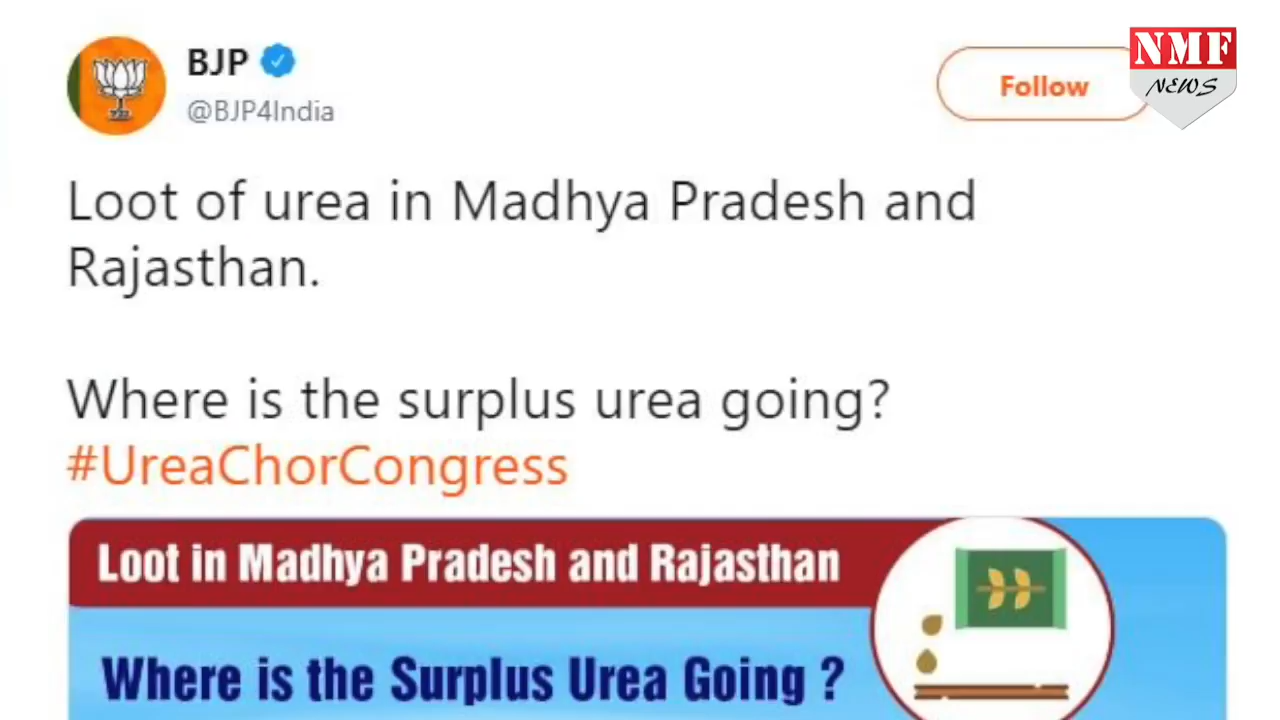 BJP
@BJP4India
Follow
NMF
NEWS
Loot of urea in Madhya Pradesh and
Rajasthan.
Where is the surplus urea going?
#UreaChorCongress
Loot in Madhya Pradesh and Rajasthan
Where is the Surplus Urea Going ?